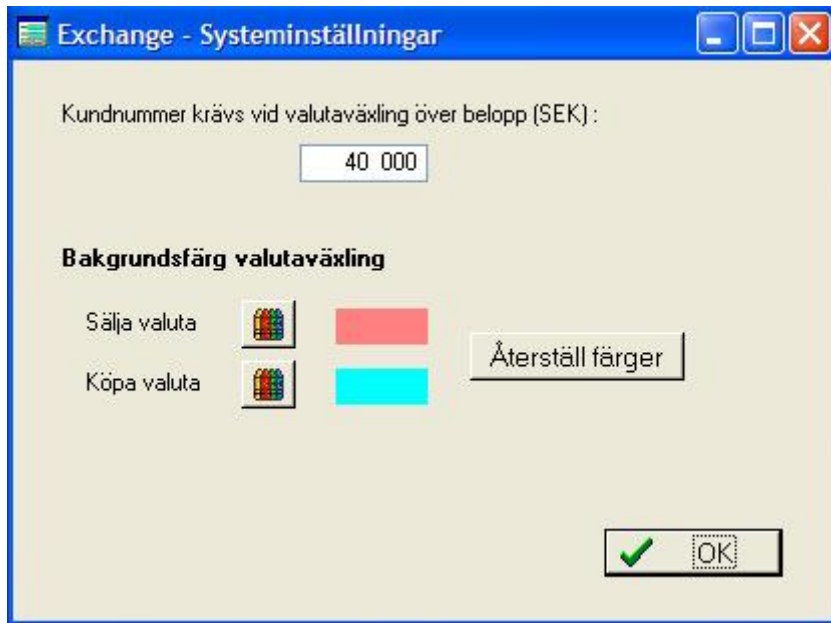 Exchange - Systeminställningar
Kundnummer krävs vid valutaväxling över belopp (SEK) :
40 000
Bakgrundsfärg valutaväxling
Sälja valuta
Återställ färger
Köpa valuta
OK